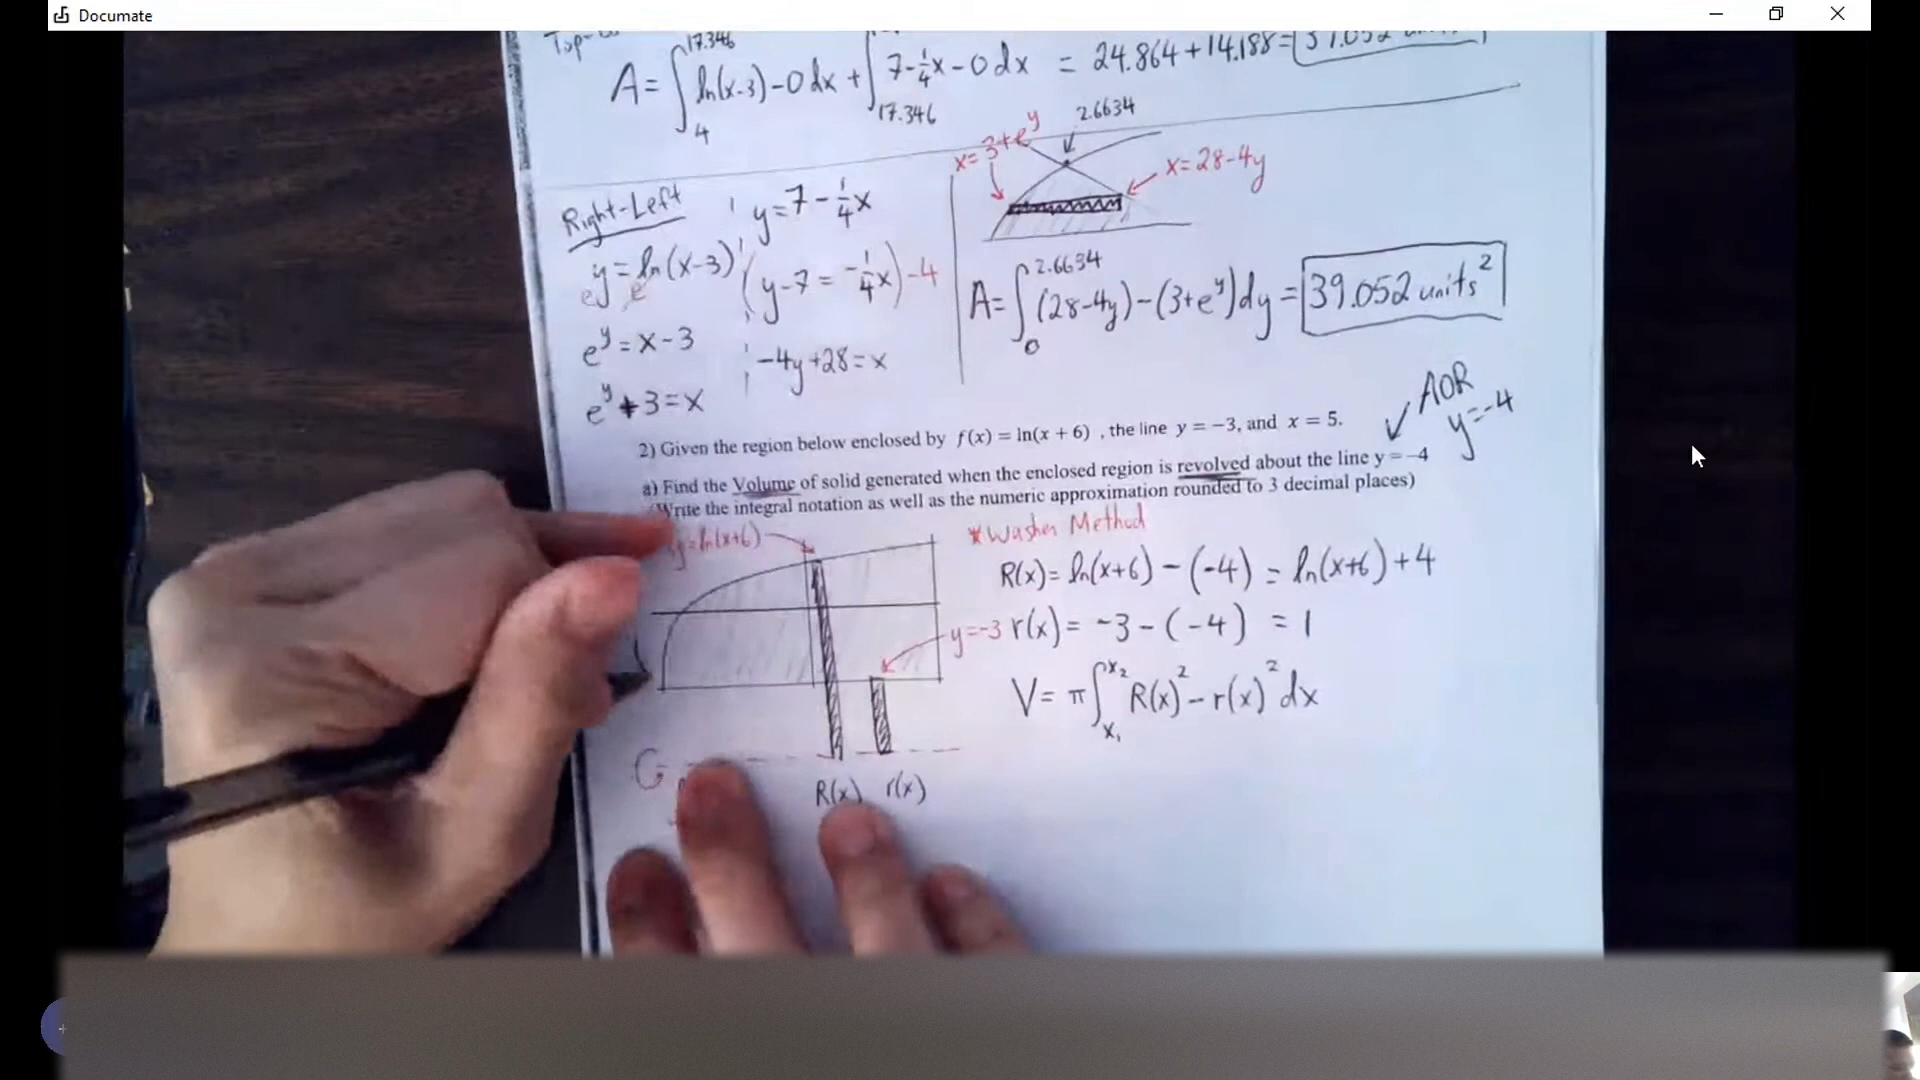 Documate
17.346
A = ∫ ln(x-3) - 0 dx + ∫ 7 - 1/4 x - 0 dx = 24.864 + 14.188 =
4
17.346
2.6634
x = 3 + e^y
x = 28 - 4y
Right-Left
y = ln(x-3)
e e
e^y = x - 3
e^y + 3 = x
y = 7 - 1/4 x
(y - 7 = -1/4 x) -4
-4y + 28 = x
2.6634
A = ∫ (28-4y) - (3+e^y) dy = 39.052 units²
0
AOR
y = -4
2) Given the region below enclosed by f(x) = ln(x + 6) , the line y = −3, and x = 5.
a) Find the Volume of solid generated when the enclosed region is revolved about the line y = −4
Write the integral notation as well as the numeric approximation rounded to 3 decimal places)
y = ln(x+6)
*Washer Method
R(x) = ln(x+6) - (-4) = ln(x+6) + 4
y = -3
r(x) = -3 - (-4) = 1
V = π ∫ R(x)² - r(x)² dx
x₂
x₁
R(x) r(x)